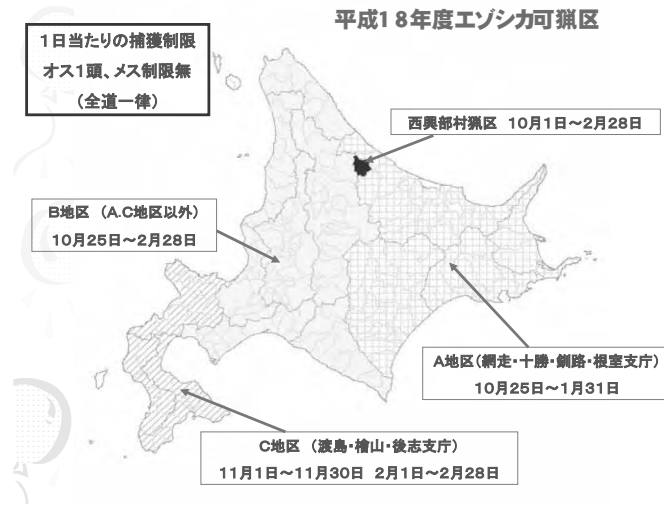 平成18年度エゾシカ可猟区
1日当たりの捕獲制限
オス1頭、メス制限無
(全道一律)
西興部村猟区 10月1日~2月28日
B地区 (A.C地区以外)
10月25日~2月28日
A地区(網走・十勝・釧路・根室支庁)
10月25日~1月31日
C地区 (渡島・檜山・後志支庁)
11月1日~11月30日 2月1日~2月28日